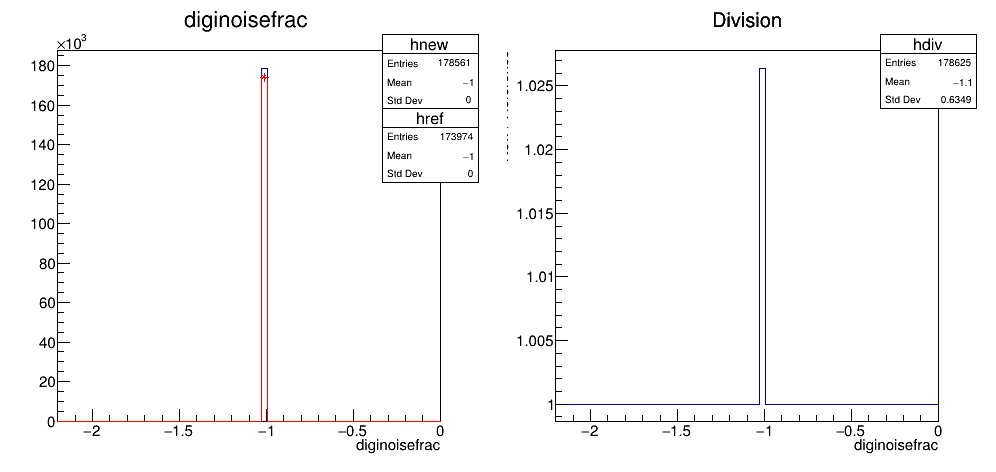 diginoisefrac
×10³
180
160
140
120
100
80
60
40
20
0
−2
−1.5
−1
−0.5
0
diginoisefrac
hnew
Entries 178561
Mean −1
Std Dev 0
href
Entries 173974
Mean −1
Std Dev 0
Division
1.025
1.02
1.015
1.01
1.005
1
−2
−1.5
−1
−0.5
0
diginoisefrac
hdiv
Entries 178625
Mean −1.1
Std Dev 0.6349